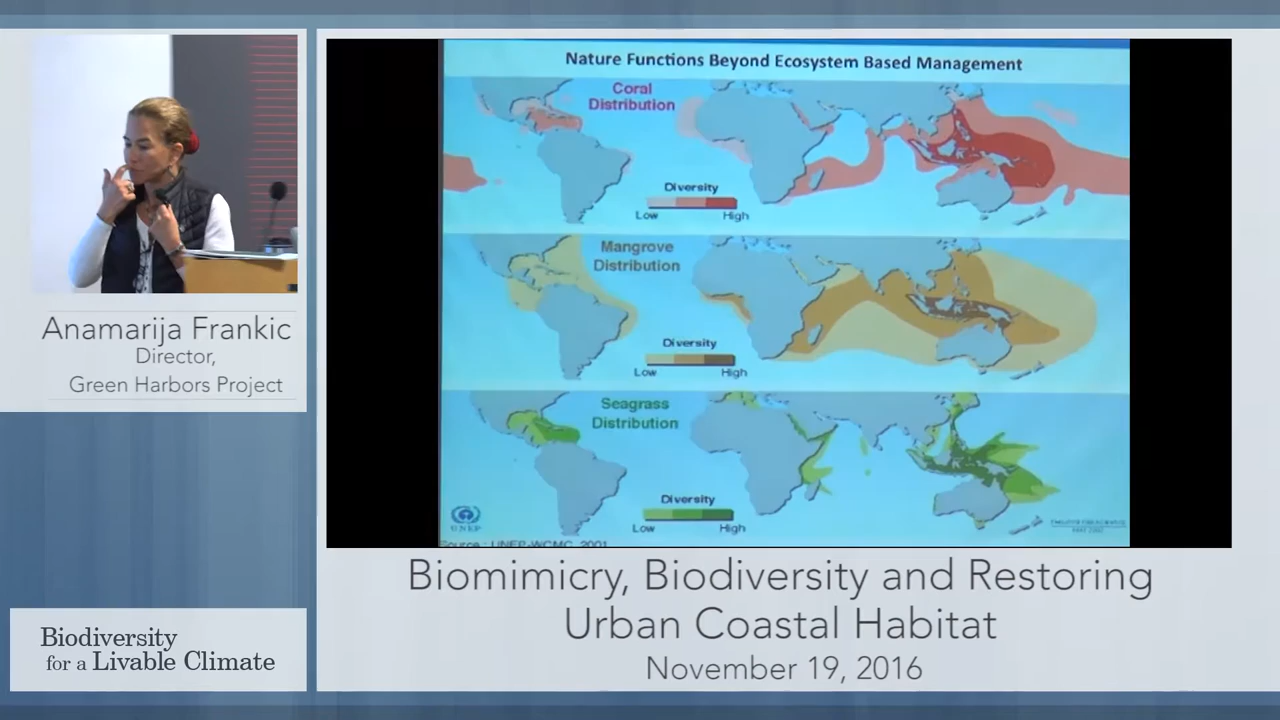 Nature Functions Beyond Ecosystem Based Management
Coral
Distribution
Diversity
Low
High
Mangrove
Distribution
Diversity
Low
High
Seagrass
Distribution
Diversity
Low
High
UNEP
Source : UNEP-WCMC, 2001
Anamarija Frankic
Director,
Green Harbors Project
Biodiversity
for a Livable Climate
Biomimicry, Biodiversity and Restoring
Urban Coastal Habitat
November 19, 2016